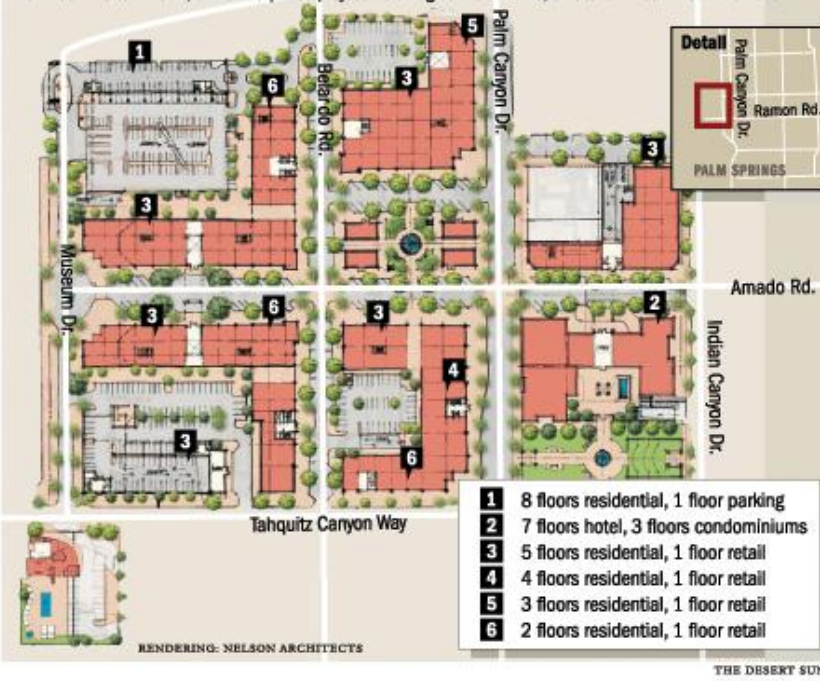 1
5
Palm Canyon Dr.
Belardo Rd.
3
6
Detail
Palm Canyon Dr.
Ramon Rd.
PALM SPRINGS
3
3
Museum Dr.
Amado Rd.
3
6
3
2
Indian Canyon Dr.
4
3
6
Tahquitz Canyon Way
1 8 floors residential, 1 floor parking
2 7 floors hotel, 3 floors condominiums
3 5 floors residential, 1 floor retail
4 4 floors residential, 1 floor retail
5 3 floors residential, 1 floor retail
6 2 floors residential, 1 floor retail
RENDERING: NELSON ARCHITECTS
THE DESERT SUN